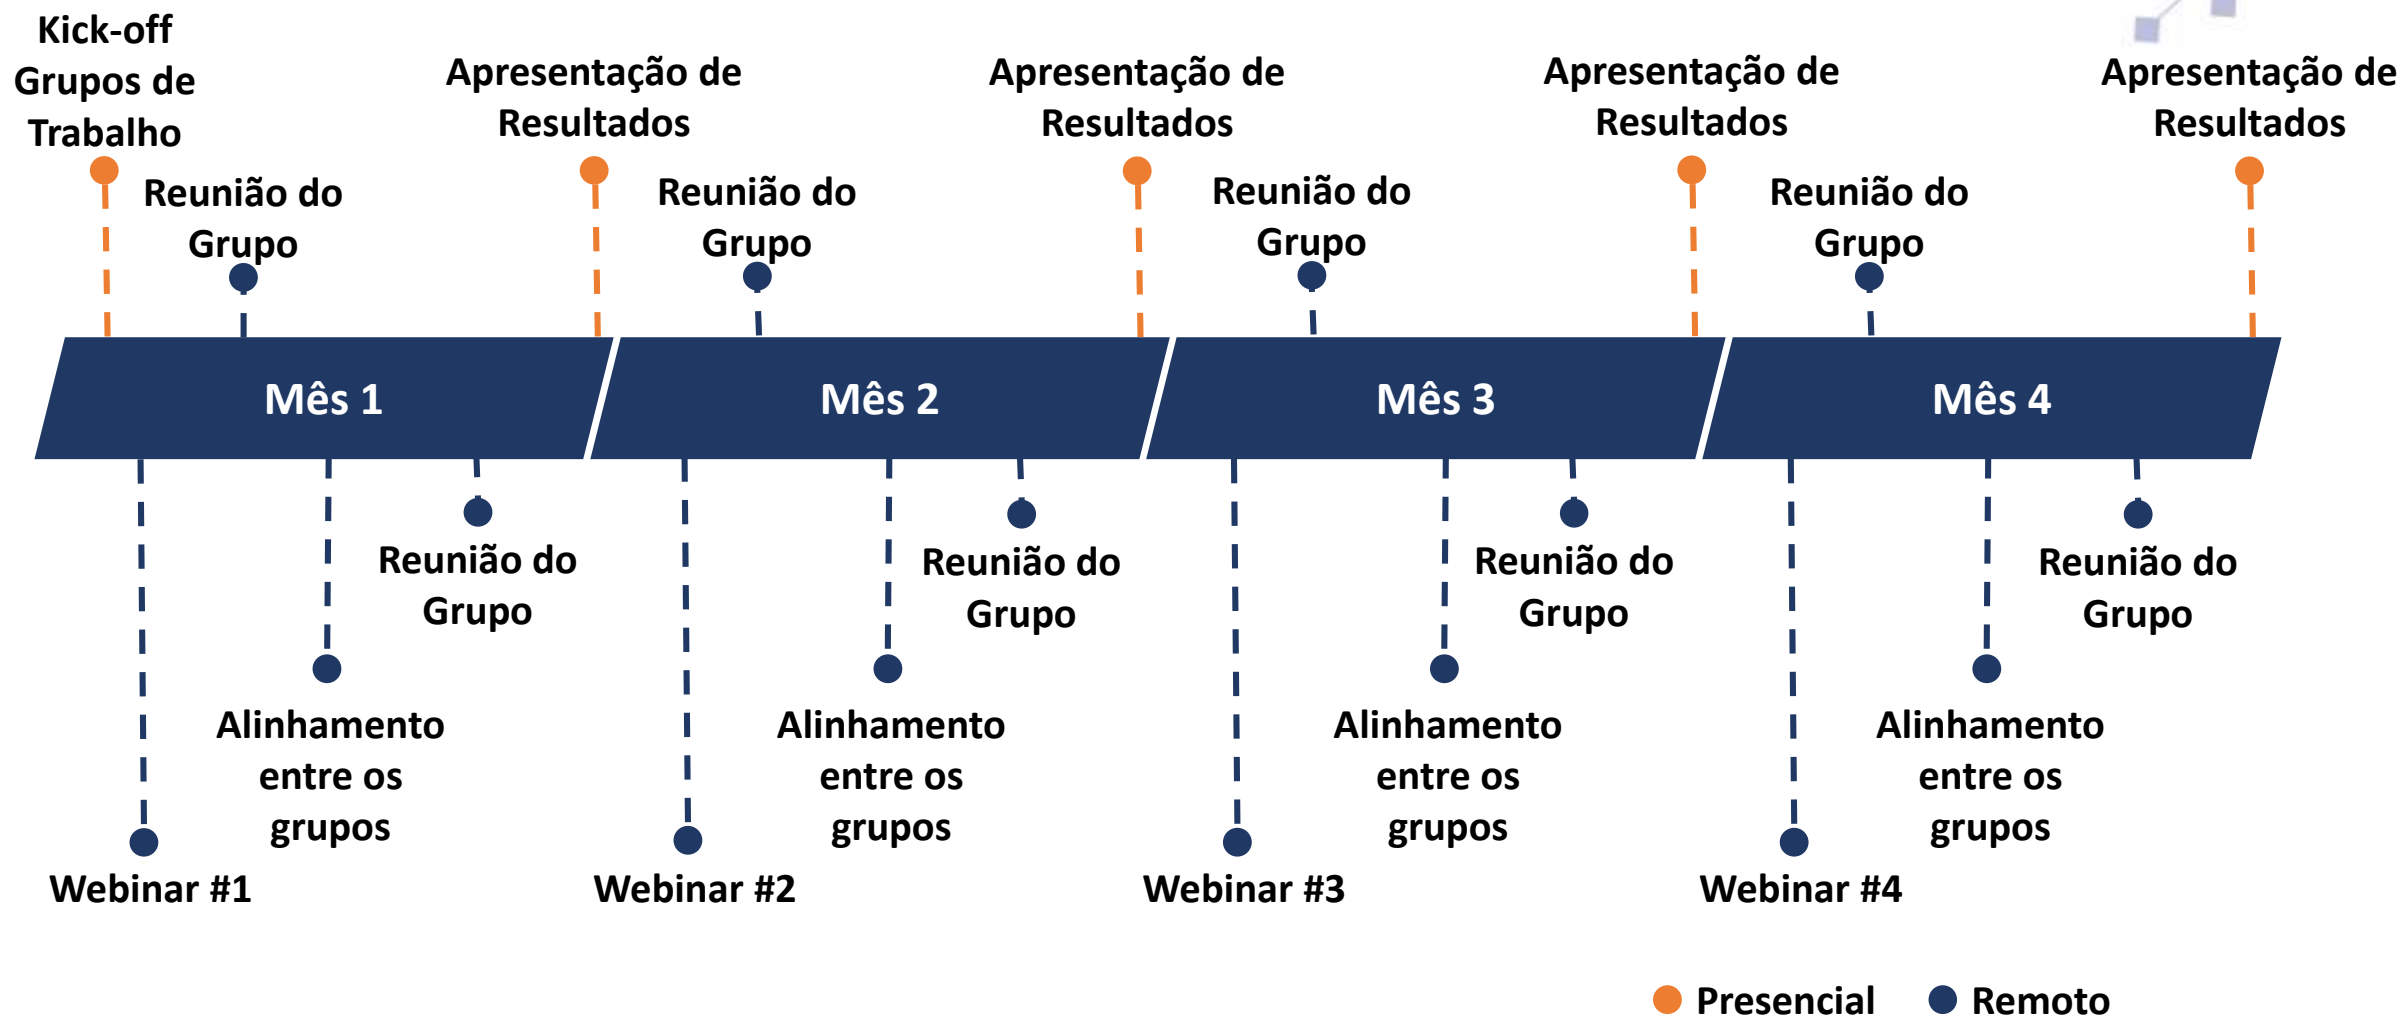 Kick-off
Grupos de
Trabalho
Apresentação de
Resultados
Apresentação de
Resultados
Apresentação de
Resultados
Apresentação de
Resultados
Reunião do
Grupo
Reunião do
Grupo
Reunião do
Grupo
Reunião do
Grupo
Mês 1
Mês 2
Mês 3
Mês 4
Reunião do
Grupo
Reunião do
Grupo
Reunião do
Grupo
Reunião do
Grupo
Alinhamento
entre os
grupos
Alinhamento
entre os
grupos
Alinhamento
entre os
grupos
Alinhamento
entre os
grupos
Webinar #1
Webinar #2
Webinar #3
Webinar #4
Presencial
Remoto